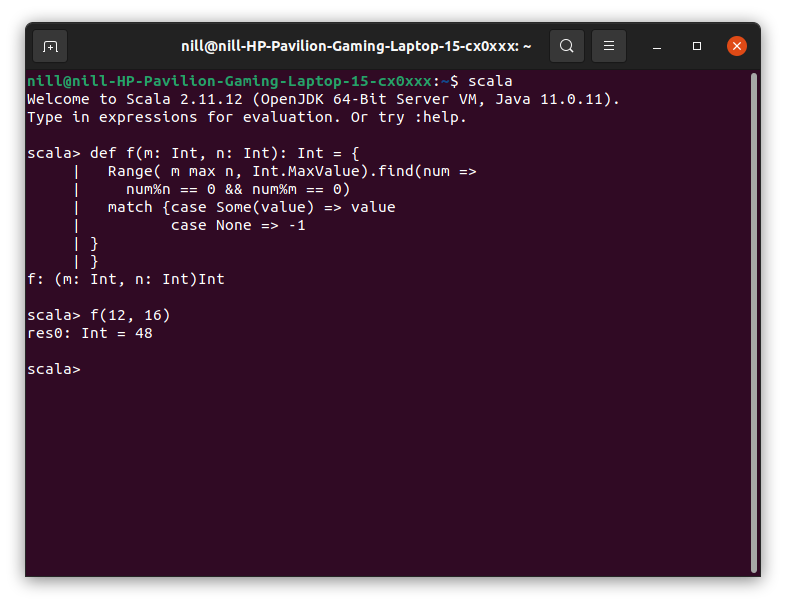 nill@nill-HP-Pavilion-Gaming-Laptop-15-cx0xxx: ~
nill@nill-HP-Pavilion-Gaming-Laptop-15-cx0xxx:~$ scala
Welcome to Scala 2.11.12 (OpenJDK 64-Bit Server VM, Java 11.0.11).
Type in expressions for evaluation. Or try :help.
scala> def f(m: Int, n: Int): Int = {
     |   Range( m max n, Int.MaxValue).find(num =>
     |     num%n == 0 && num%m == 0)
     |   match {case Some(value) => value
     |          case None => -1
     | }
     | }
f: (m: Int, n: Int)Int
scala> f(12, 16)
res0: Int = 48
scala>